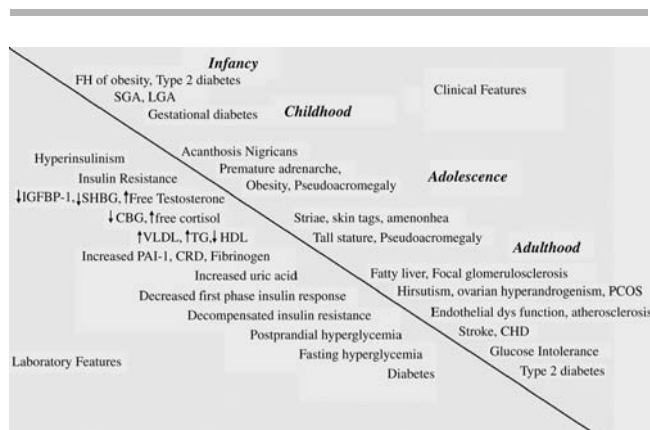 Infancy
FH of obesity, Type 2 diabetes
SGA, LGA
Gestational diabetes
Childhood
Clinical Features
Acanthosis Nigricans
Premature adrenarche,
Obesity, Pseudoacromegaly
Adolescence
Striae, skin tags, amenonhea
Tall stature, Pseudoacromegaly
Adulthood
Fatty liver, Focal glomerulosclerosis
Hirsutism, ovarian hyperandrogenism, PCOS
Endothelial dys function, atherosclerosis
Stroke, CHD
Glucose Intolerance
Type 2 diabetes
Hyperinsulinism
Insulin Resistance
↓IGFBP-1,↓SHBG,↑Free Testosterone
↓CBG,↑free cortisol
↑VLDL,↑TG,↓HDL
Increased PAI-1, CRD, Fibrinogen
Increased uric acid
Decreased first phase insulin response
Decompensated insulin resistance
Postprandial hyperglycemia
Fasting hyperglycemia
Diabetes
Laboratory Features